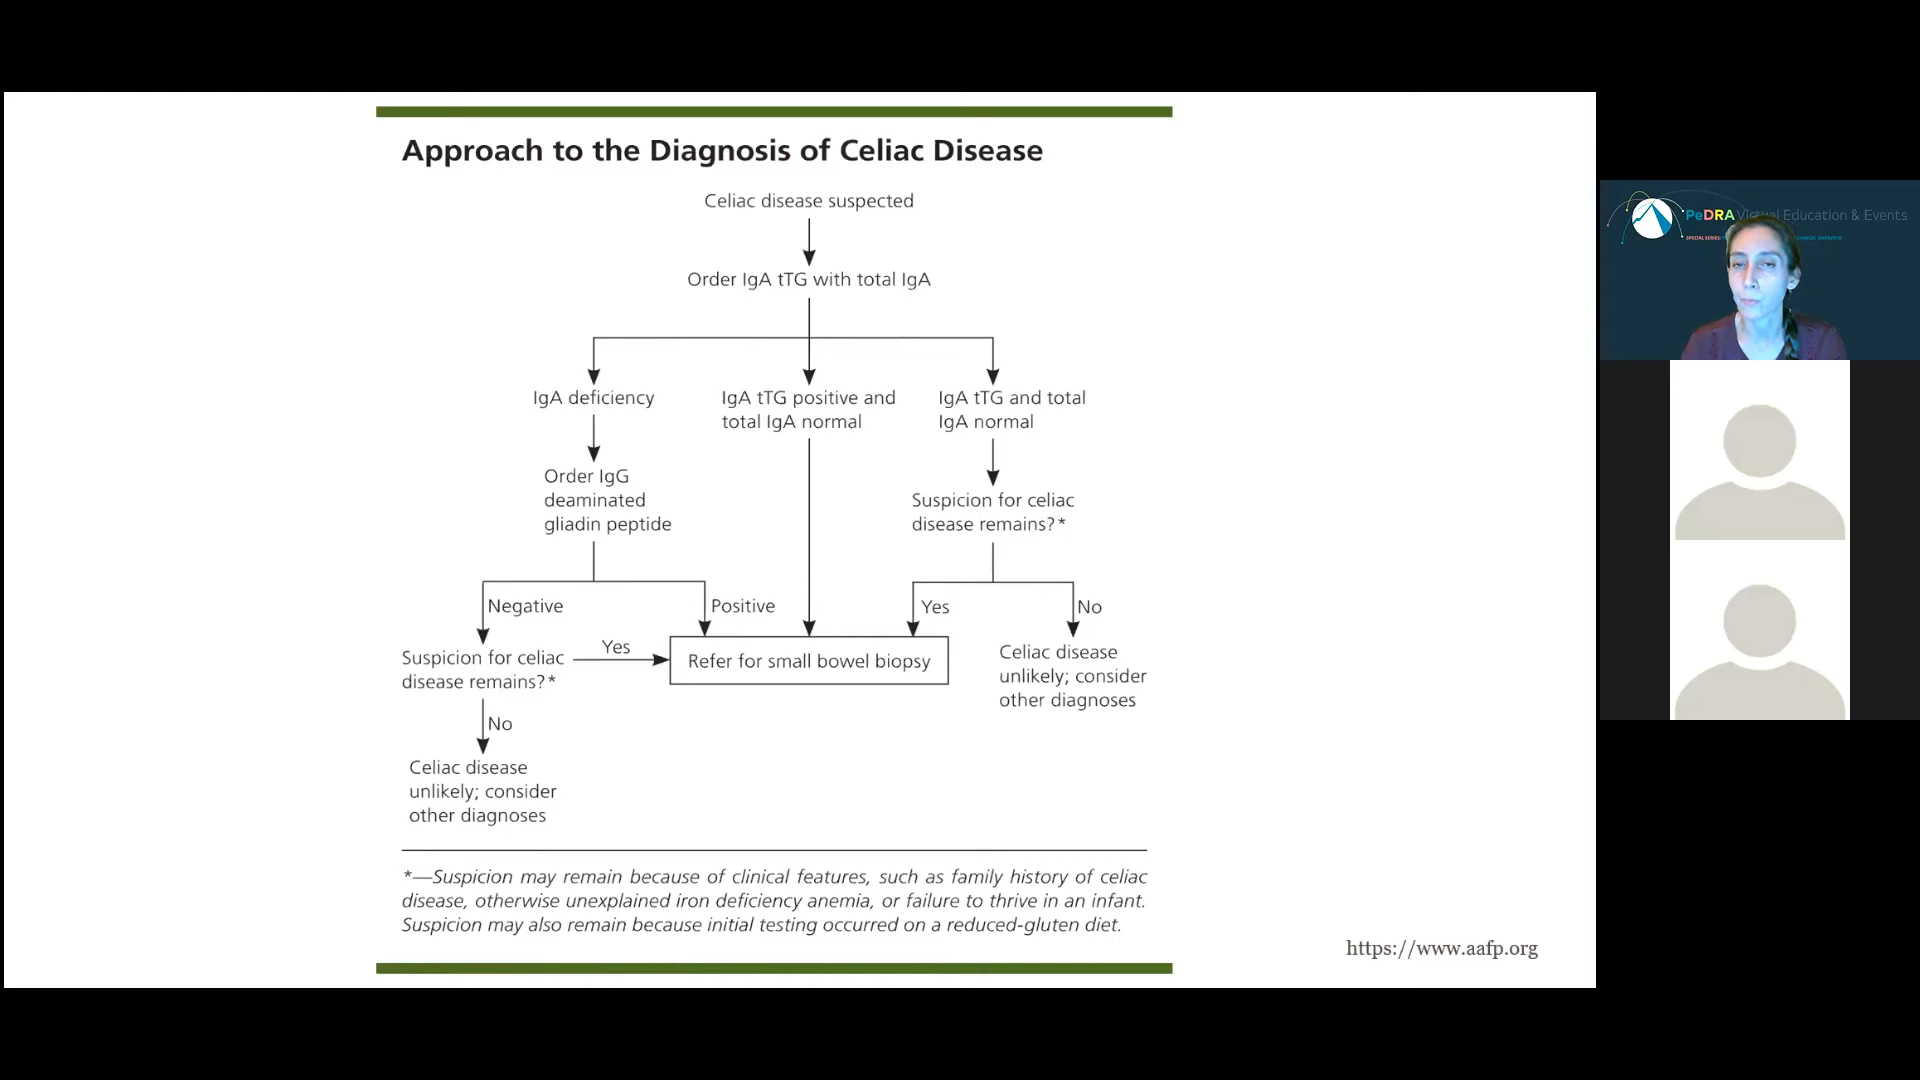 Approach to the Diagnosis of Celiac Disease
Celiac disease suspected
Order IgA tTG with total IgA
IgA deficiency
IgA tTG positive and
total IgA normal
IgA tTG and total
IgA normal
Order IgG
deaminated
gliadin peptide
Suspicion for celiac
disease remains?*
Negative
Positive
Yes
No
Suspicion for celiac
disease remains?*
Yes
Refer for small bowel biopsy
Celiac disease
unlikely; consider
other diagnoses
No
Celiac disease
unlikely; consider
other diagnoses
*—Suspicion may remain because of clinical features, such as family history of celiac
disease, otherwise unexplained iron deficiency anemia, or failure to thrive in an infant.
Suspicion may also remain because initial testing occurred on a reduced-gluten diet.
https://www.aafp.org
PeDRA Virtual Education & Events
SPECIAL SERIES: